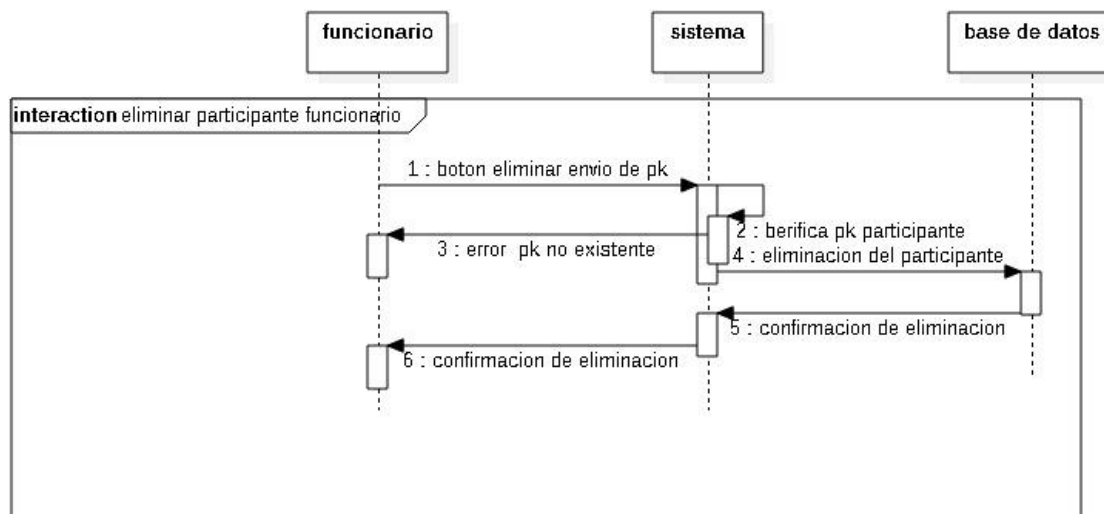 funcionario
sistema
base de datos
interaction eliminar participante funcionario
1 : boton eliminar envio de pk
2 : berifica pk participante
3 : error pk no existente
4 : eliminacion del participante
5 : confirmacion de eliminacion
6 : confirmacion de eliminacion